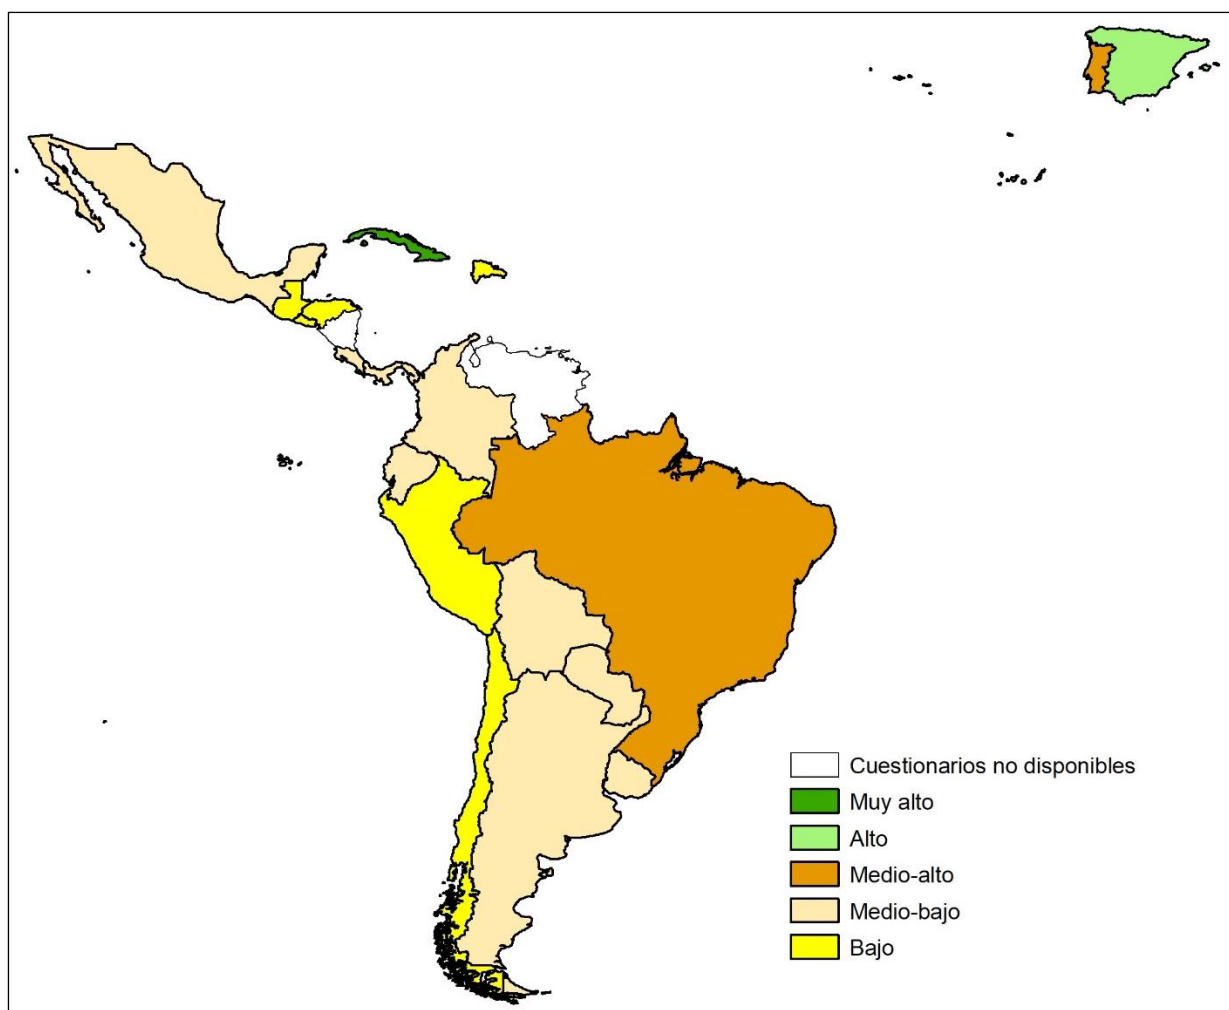 Cuestionarios no disponibles
Muy alto
Alto
Medio-alto
Medio-bajo
Bajo